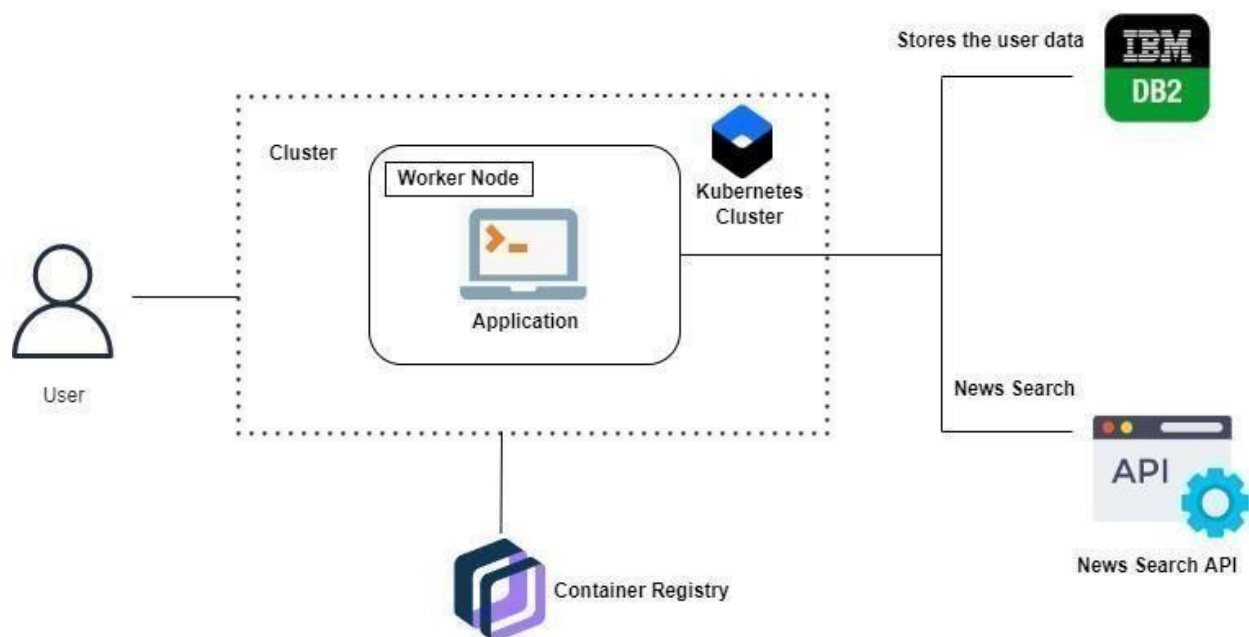 Stores the user data
IBM
DB2
Cluster
Worker Node
Kubernetes
Cluster
Application
User
News Search
API
News Search API
Container Registry